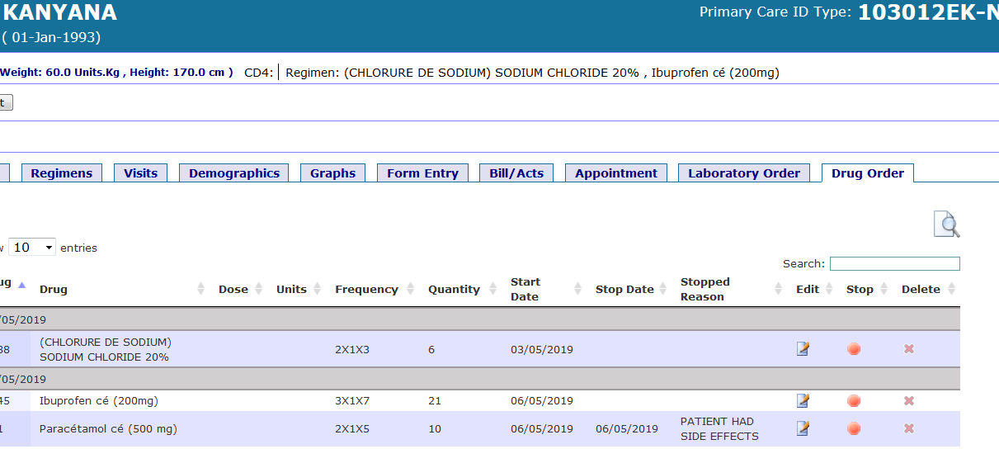 KANYANA
Primary Care ID Type: 103012EK-N
( 01-Jan-1993)
Weight: 60.0 Units.Kg , Height: 170.0 cm ) CD4: Regimen: (CHLORURE DE SODIUM) SODIUM CHLORIDE 20% , Ibuprofen cé (200mg)
t
Regimens Visits Demographics Graphs Form Entry Bill/Acts Appointment Laboratory Order Drug Order
w 10 entries
Search:
ug Drug Dose Units Frequency Quantity Start Date Stop Date Stopped Reason Edit Stop Delete
/05/2019
38 (CHLORURE DE SODIUM) SODIUM CHLORIDE 20% 2X1X3 6 03/05/2019
/05/2019
45 Ibuprofen cé (200mg) 3X1X7 21 06/05/2019
1 Paracétamol cé (500 mg) 2X1X5 10 06/05/2019 06/05/2019 PATIENT HAD SIDE EFFECTS